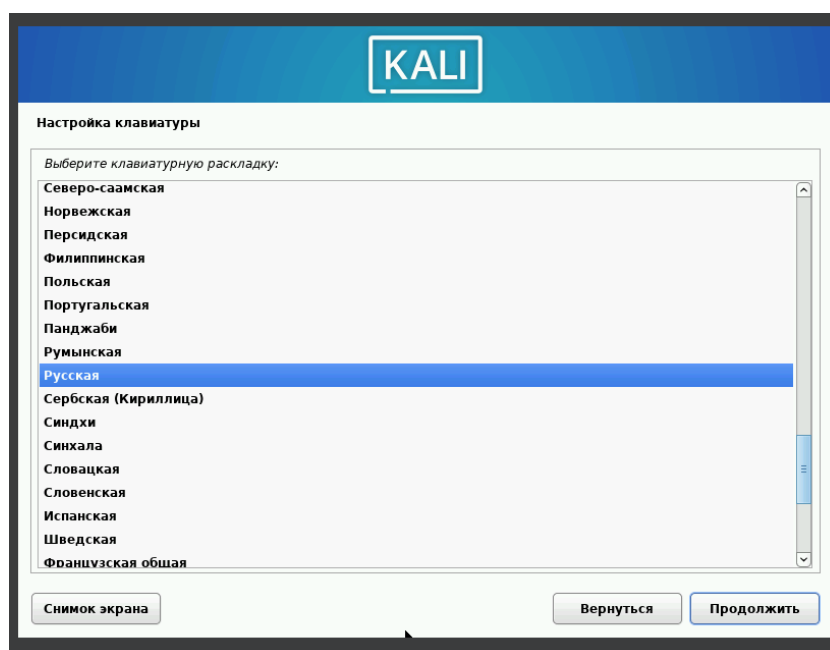 KALI
Настройка клавиатуры
Выберите клавиатурную раскладку:
Северо-саамская
Норвежская
Персидская
Филиппинская
Польская
Португальская
Панджаби
Румынская
Русская
Сербская (Кириллица)
Синдхи
Синхала
Словацкая
Словенская
Испанская
Шведская
Французская общая
Снимок экрана
Вернуться
Продолжить